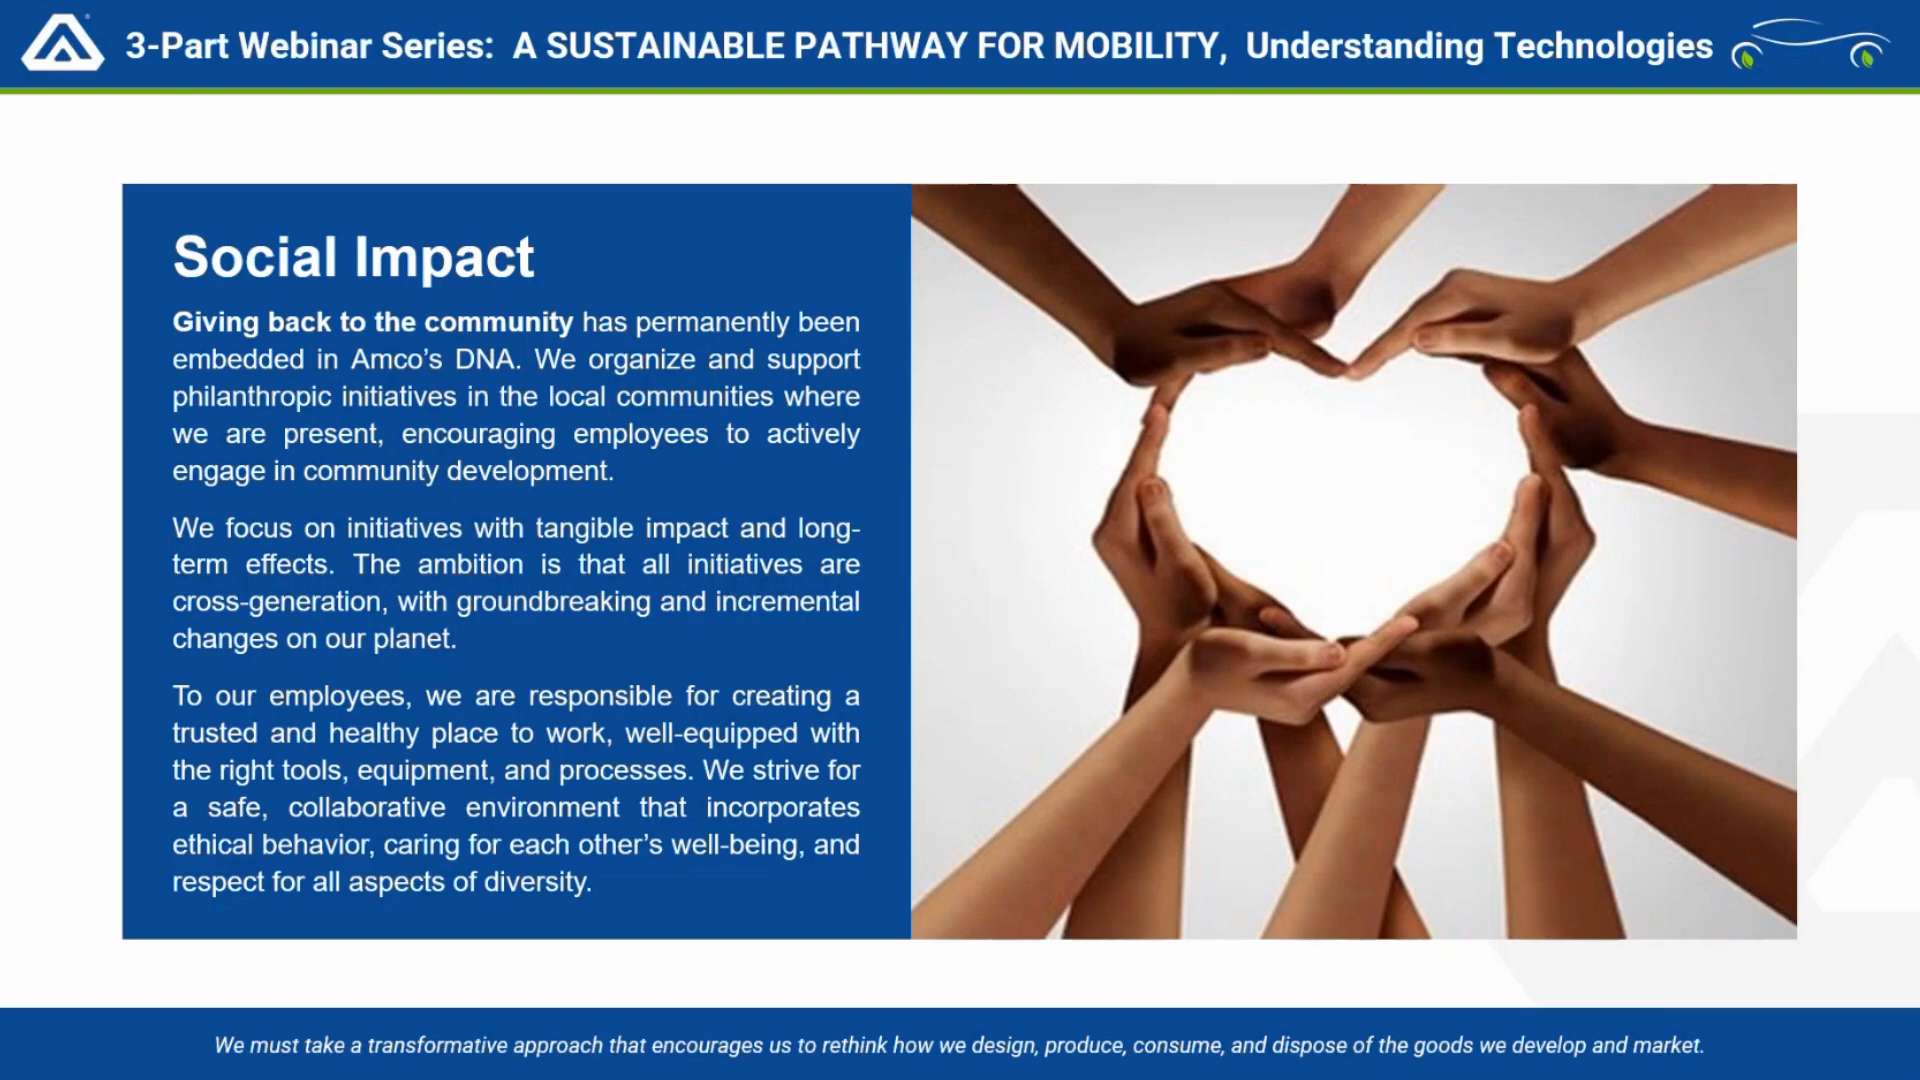 3-Part Webinar Series: A SUSTAINABLE PATHWAY FOR MOBILITY, Understanding Technologies
Social Impact
Giving back to the community has permanently been
embedded in Amco’s DNA. We organize and support
philanthropic initiatives in the local communities where
we are present, encouraging employees to actively
engage in community development.
We focus on initiatives with tangible impact and long-
term effects. The ambition is that all initiatives are
cross-generation, with groundbreaking and incremental
changes on our planet.
To our employees, we are responsible for creating a
trusted and healthy place to work, well-equipped with
the right tools, equipment, and processes. We strive for
a safe, collaborative environment that incorporates
ethical behavior, caring for each other’s well-being, and
respect for all aspects of diversity.
We must take a transformative approach that encourages us to rethink how we design, produce, consume, and dispose of the goods we develop and market.